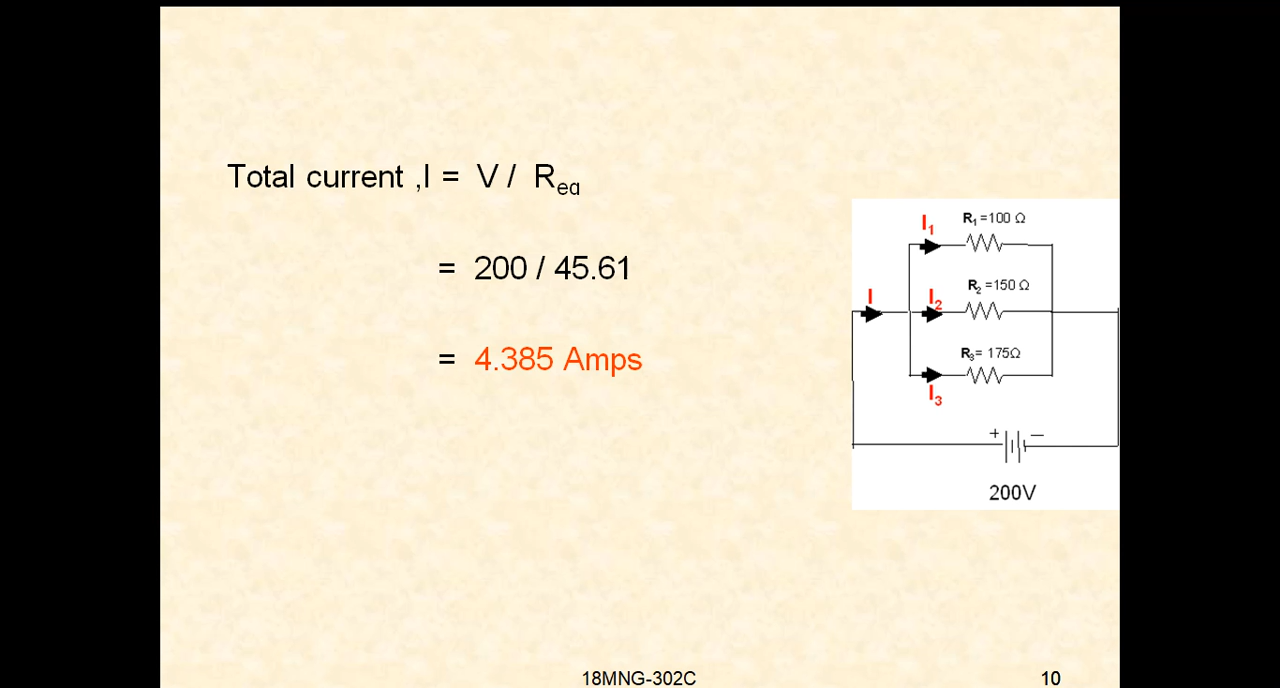 Total current ,I = V / Req
= 200 / 45.61
= 4.385 Amps
I1
R1 =100 Ω
I
I2
R2 =150 Ω
R3= 175Ω
I3
+ −
200V
18MNG-302C
10